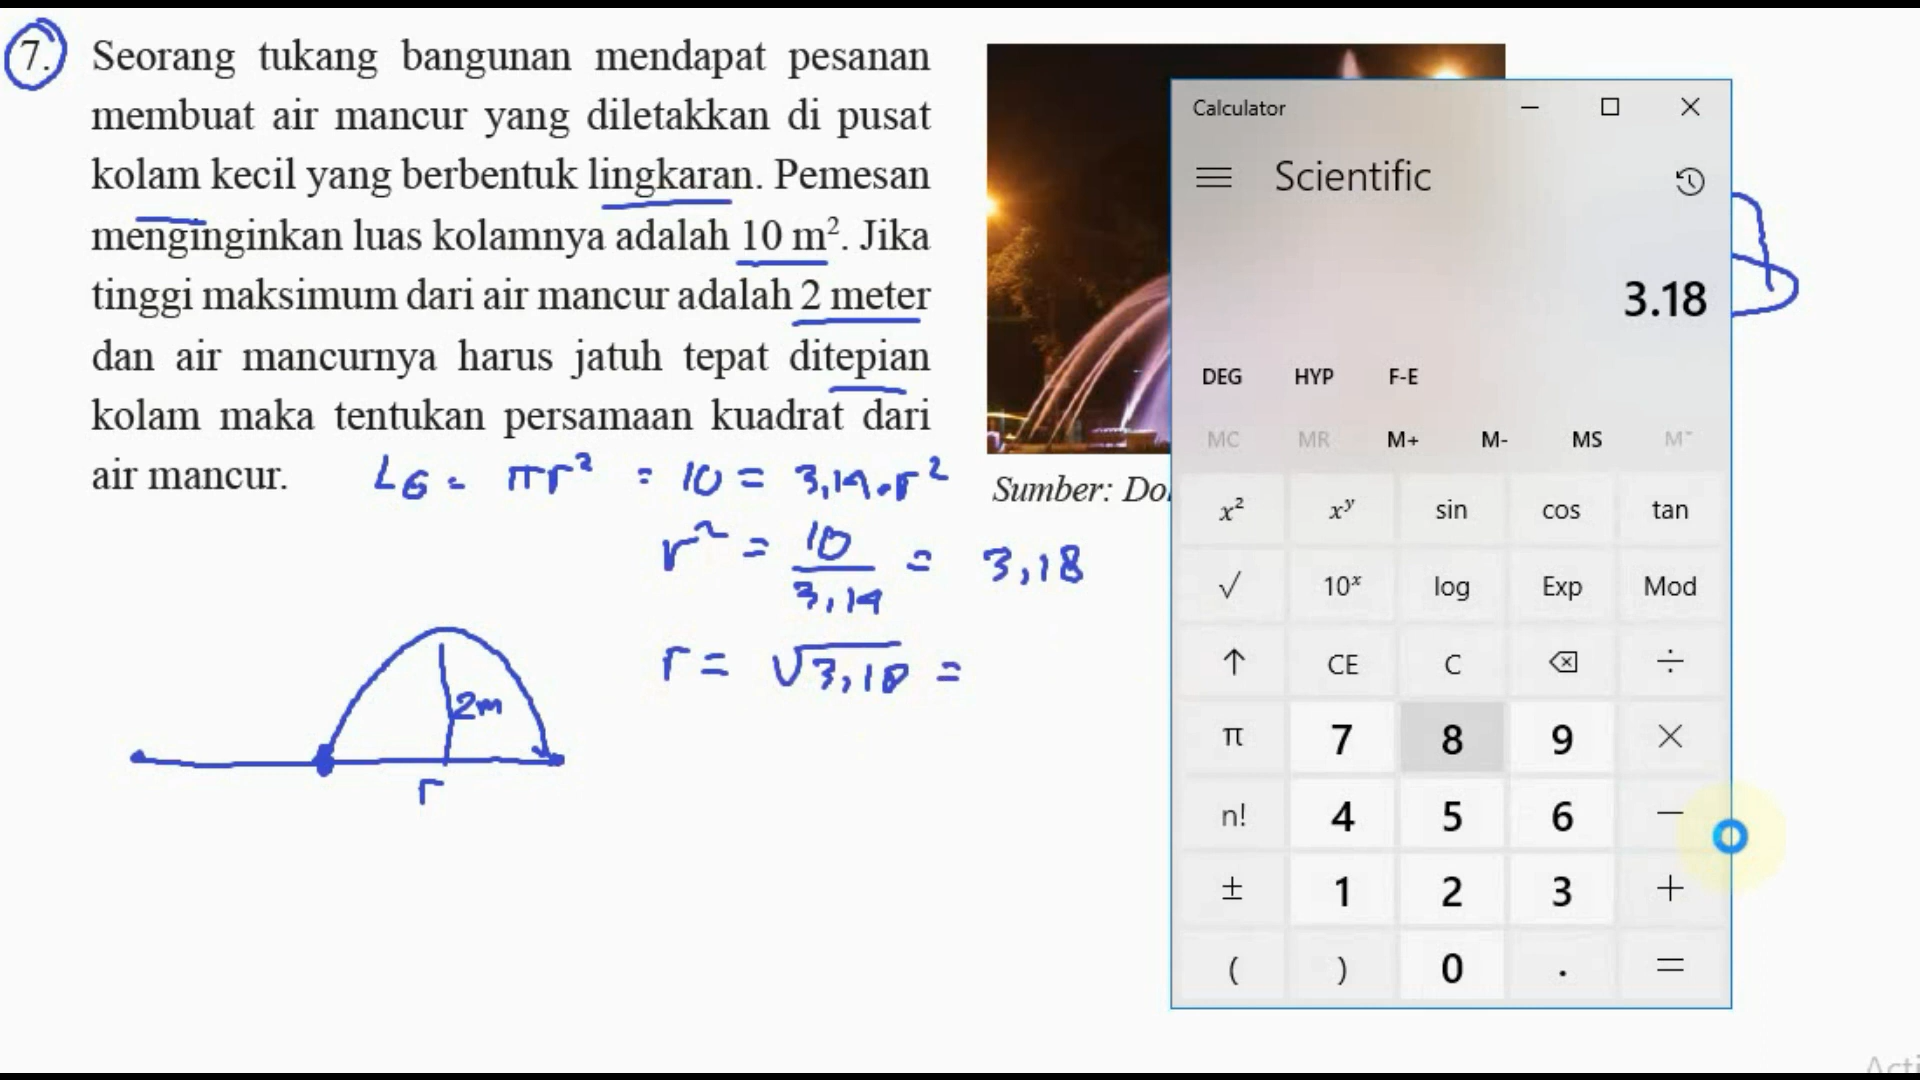 7. Seorang tukang bangunan mendapat pesanan
membuat air mancur yang diletakkan di pusat
kolam kecil yang berbentuk lingkaran. Pemesan
menginginkan luas kolamnya adalah 10 m². Jika
tinggi maksimum dari air mancur adalah 2 meter
dan air mancurnya harus jatuh tepat ditepian
kolam maka tentukan persamaan kuadrat dari
air mancur.
= πr² = 10 = 3,14 . r²
r² = 10/3,14 = 3,18
r = √3,18 =
2m
r
Sumber:
Calculator
Scientific
3.18
DEG HYP F-E
MC MR M+ M- MS M˅
x² xʸ sin cos tan
√ 10ˣ log Exp Mod
↑ CE C ⌫ ÷
π 7 8 9 ×
n! 4 5 6 −
± 1 2 3 +
( ) 0 . =